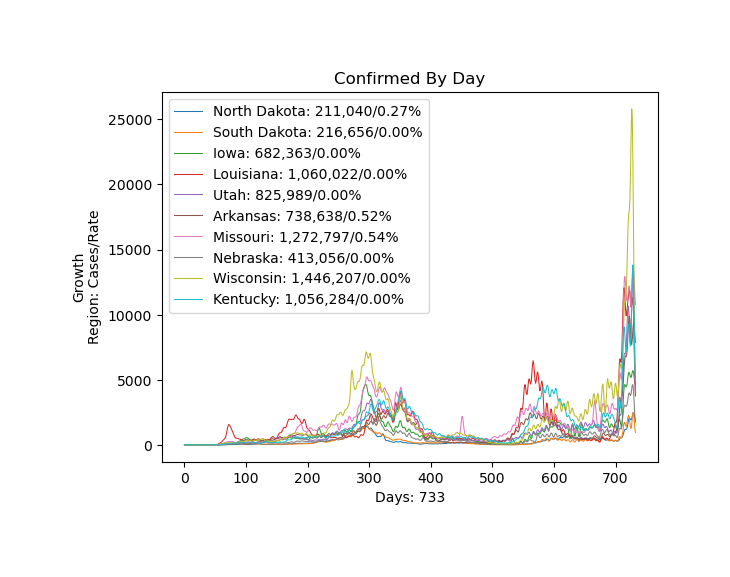 Confirmed By Day
North Dakota: 211,040/0.27%
South Dakota: 216,656/0.00%
Iowa: 682,363/0.00%
Louisiana: 1,060,022/0.00%
Utah: 825,989/0.00%
Arkansas: 738,638/0.52%
Missouri: 1,272,797/0.54%
Nebraska: 413,056/0.00%
Wisconsin: 1,446,207/0.00%
Kentucky: 1,056,284/0.00%
Growth
Region: Cases/Rate
25000
20000
15000
10000
5000
0
0 100 200 300 400 500 600 700
Days: 733